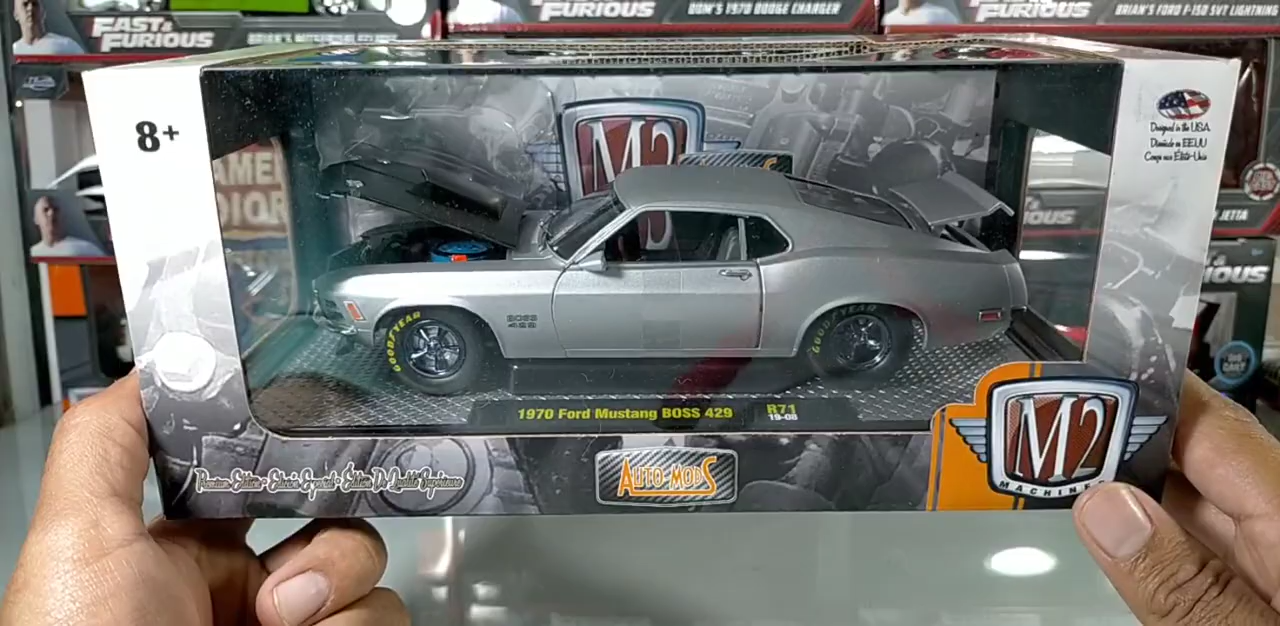 FAST & FURIOUS
DOM'S 1970 DODGE CHARGER
FAST & FURIOUS
BRIAN'S FORD F-150 SVT LIGHTNING
8+
Designed in the USA
Diseñado en EEUU
Conçu aux États-Unis
M2
GOODYEAR
BOSS
429
GOODYEAR
JETTA
1970 Ford Mustang BOSS 429
R71
19-08
Premium Edition • Edición Especial • Édition De Qualité Supérieure
AUTO-MODS
M2
MACHINES